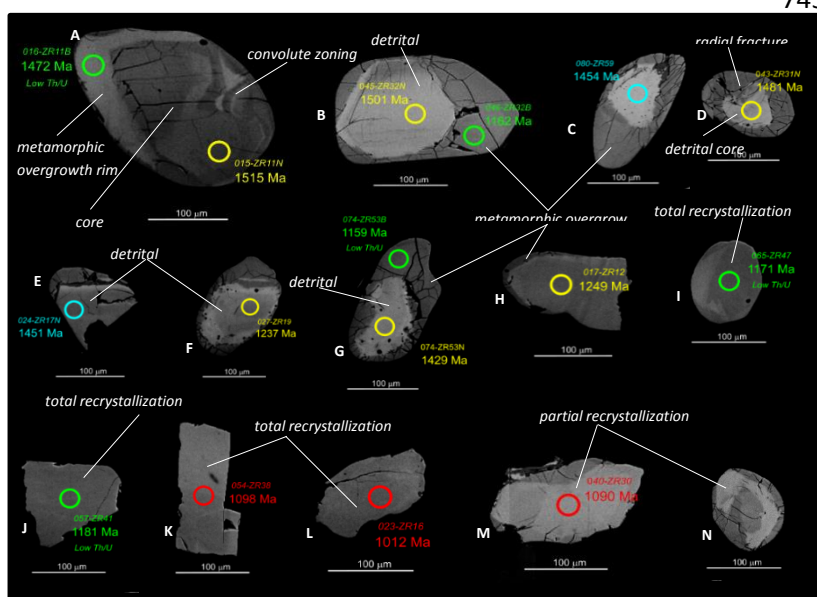 A
016-ZR11B
1472 Ma
Low Th/U
convolute zoning
metamorphic
overgrowth rim
core
015-ZR11N
1515 Ma
100 µm
detrital
045-ZR32N
1501 Ma
B
1162 Ma
100 µm
080-ZR59
1454 Ma
C
100 µm
radial fracture
043-ZR31N
1481 Ma
D
detrital core
100 µm
metamorphic overgrow
E
detrital
024-ZR17N
1451 Ma
100 µm
027-ZR19
1237 Ma
F
100 µm
074-ZR53B
1159 Ma
Low Th/U
detrital
G
074-ZR53N
1429 Ma
100 µm
017-ZR12
1249 Ma
H
100 µm
total recrystallization
065-ZR47
1171 Ma
Low Th/U
I
100 µm
total recrystallization
057-ZR41
1181 Ma
Low Th/U
J
100 µm
total recrystallization
1098 Ma
K
100 µm
023-ZR16
1012 Ma
L
100 µm
partial recrystallization
040-ZR30
1090 Ma
M
100 µm
N
100 µm